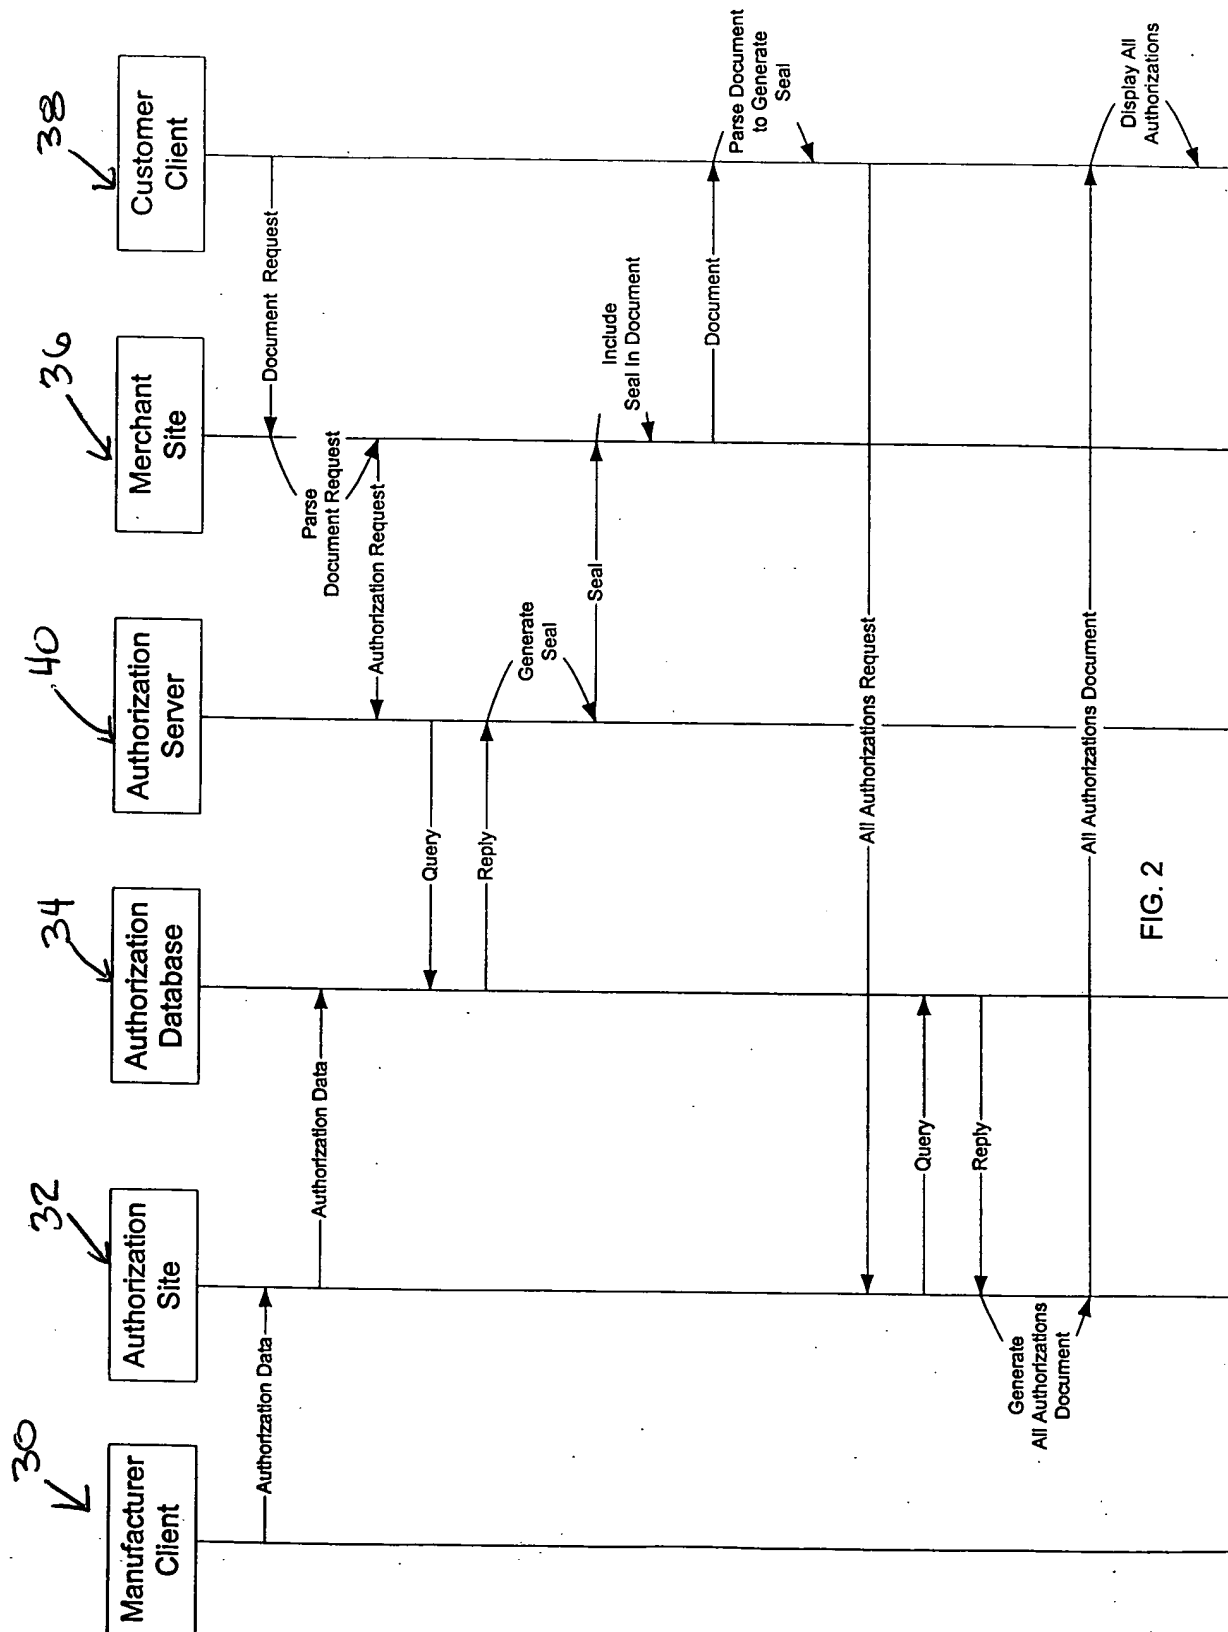 30
Manufacturer
Client
32
Authorization
Site
34
Authorization
Database
40
Authorization
Server
36
Merchant
Site
38
Customer
Client
Authorization Data
Document Request
Authorization Data
Parse
Document Request
Authorization Request
Query
Reply
Generate
Seal
Seal
Include
Seal In Document
Document
Parse Document
to Generate
Seal
All Authorizations Request
Query
Reply
Generate
All Authorizations
Document
All Authorizations Document
Display All
Authorizations
FIG. 2